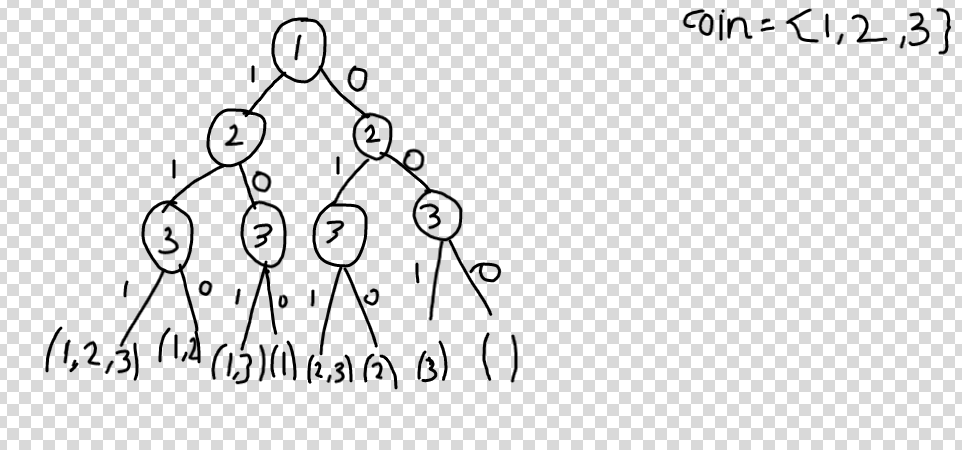 coin = {1,2,3}
1
1 0
2 2
1 0 1 0
3 3 3 3
1 0 1 0 1 0 1 0
(1,2,3) (1,2) (1,3) (1) (2,3) (2) (3) ( )